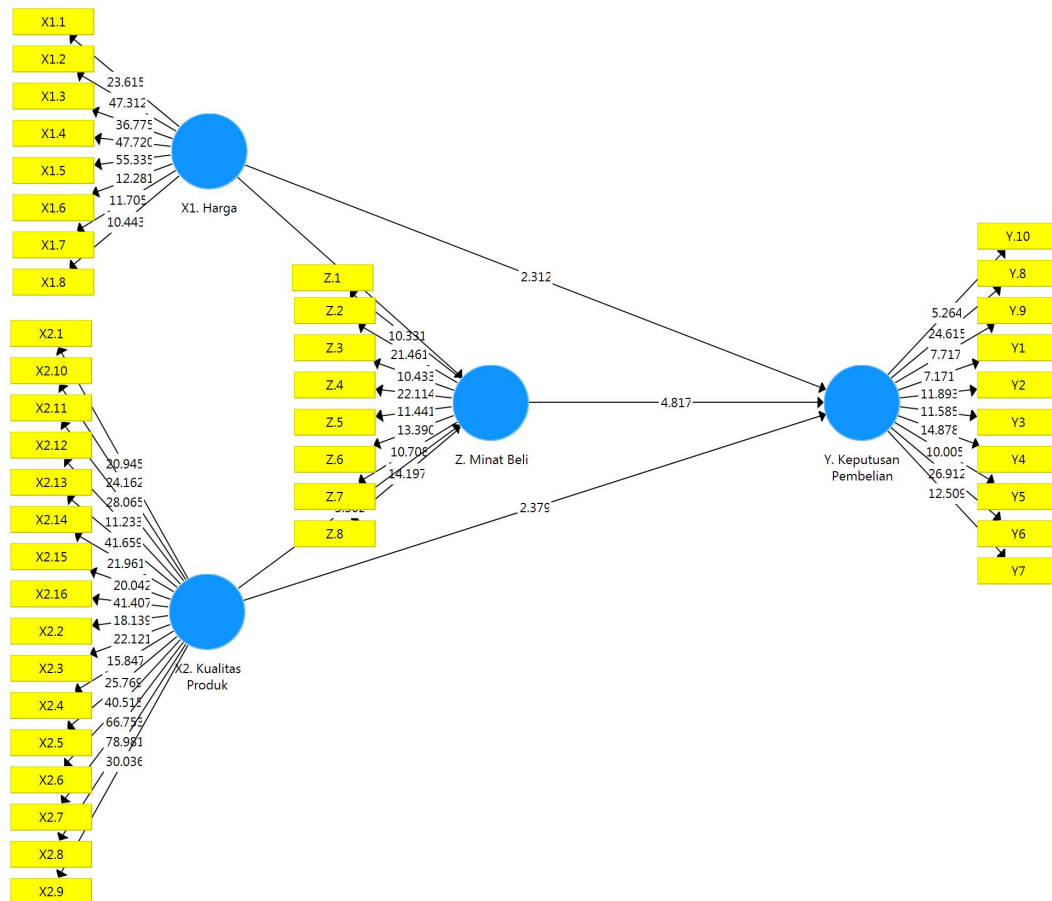 X1.1
X1.2
X1.3
X1.4
X1.5
X1.6
X1.7
X1.8
23.615
47.312
36.775
47.720
55.335
12.281
11.705
10.443
X1. Harga
X2.1
X2.10
X2.11
X2.12
X2.13
X2.14
X2.15
X2.16
X2.2
X2.3
X2.4
X2.5
X2.6
X2.7
X2.8
X2.9
20.945
24.162
28.065
11.233
41.659
21.961
20.042
41.407
18.139
22.121
15.847
25.769
40.515
66.753
78.981
30.036
X2. Kualitas
Produk
Z.1
Z.2
Z.3
Z.4
Z.5
Z.6
Z.7
Z.8
10.331
21.461
10.433
22.114
11.441
13.390
10.708
14.197
Z. Minat Beli
2.312
4.817
2.379
Y. Keputusan
Pembelian
5.264
24.615
7.717
7.171
11.893
11.585
14.878
10.005
26.912
12.509
Y.10
Y.8
Y.9
Y1
Y2
Y3
Y4
Y5
Y6
Y7